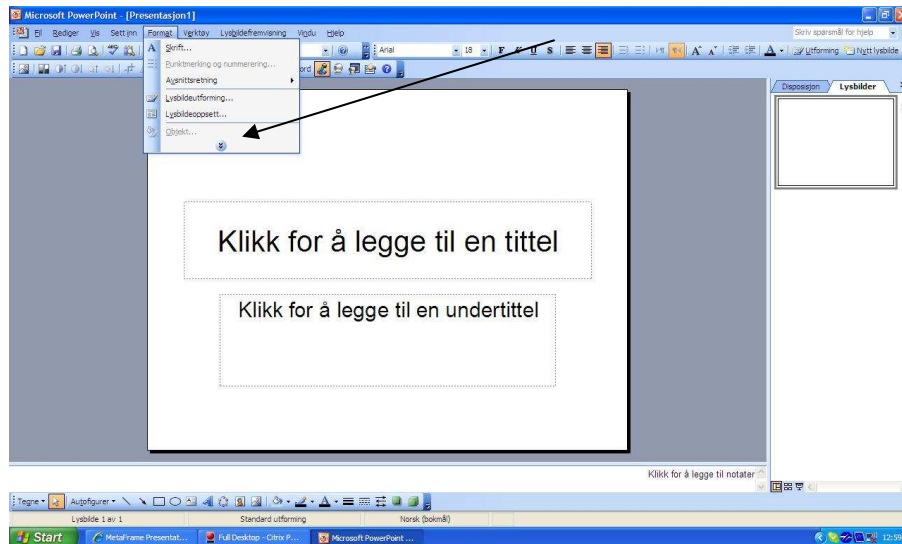 Microsoft PowerPoint - [Presentasjon1]
Fil Rediger Vis Sett inn Format Verktøy Lysbildefremvisning Vindu Hjelp
Skriv spørsmål for hjelp
Arial 18 F K U S
Utforming Nytt lysbilde
Skrift...
Punktmerking og nummerering...
Avsnittsretning
Lysbildeutforming...
Lysbildeoppsett...
Objekt...
Disposisjon Lysbilder
Klikk for å legge til en tittel
Klikk for å legge til en undertittel
Klikk for å legge til notater
Tegne Autofigurer
Lysbilde 1 av 1 Standard utforming Norsk (bokmål)
Start MetaFrame Presentat... Full Desktop - Citrix P... Microsoft PowerPoint ... 12:59